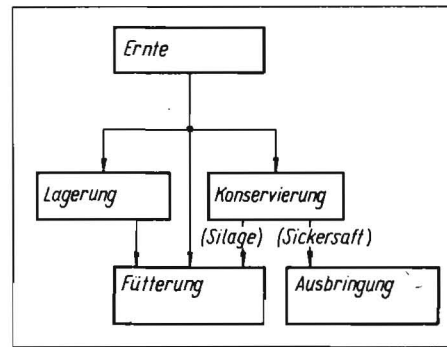 Ernte
Lagerung
Konservierung
(Silage) (Sickersaft)
Fütterung
Ausbringung